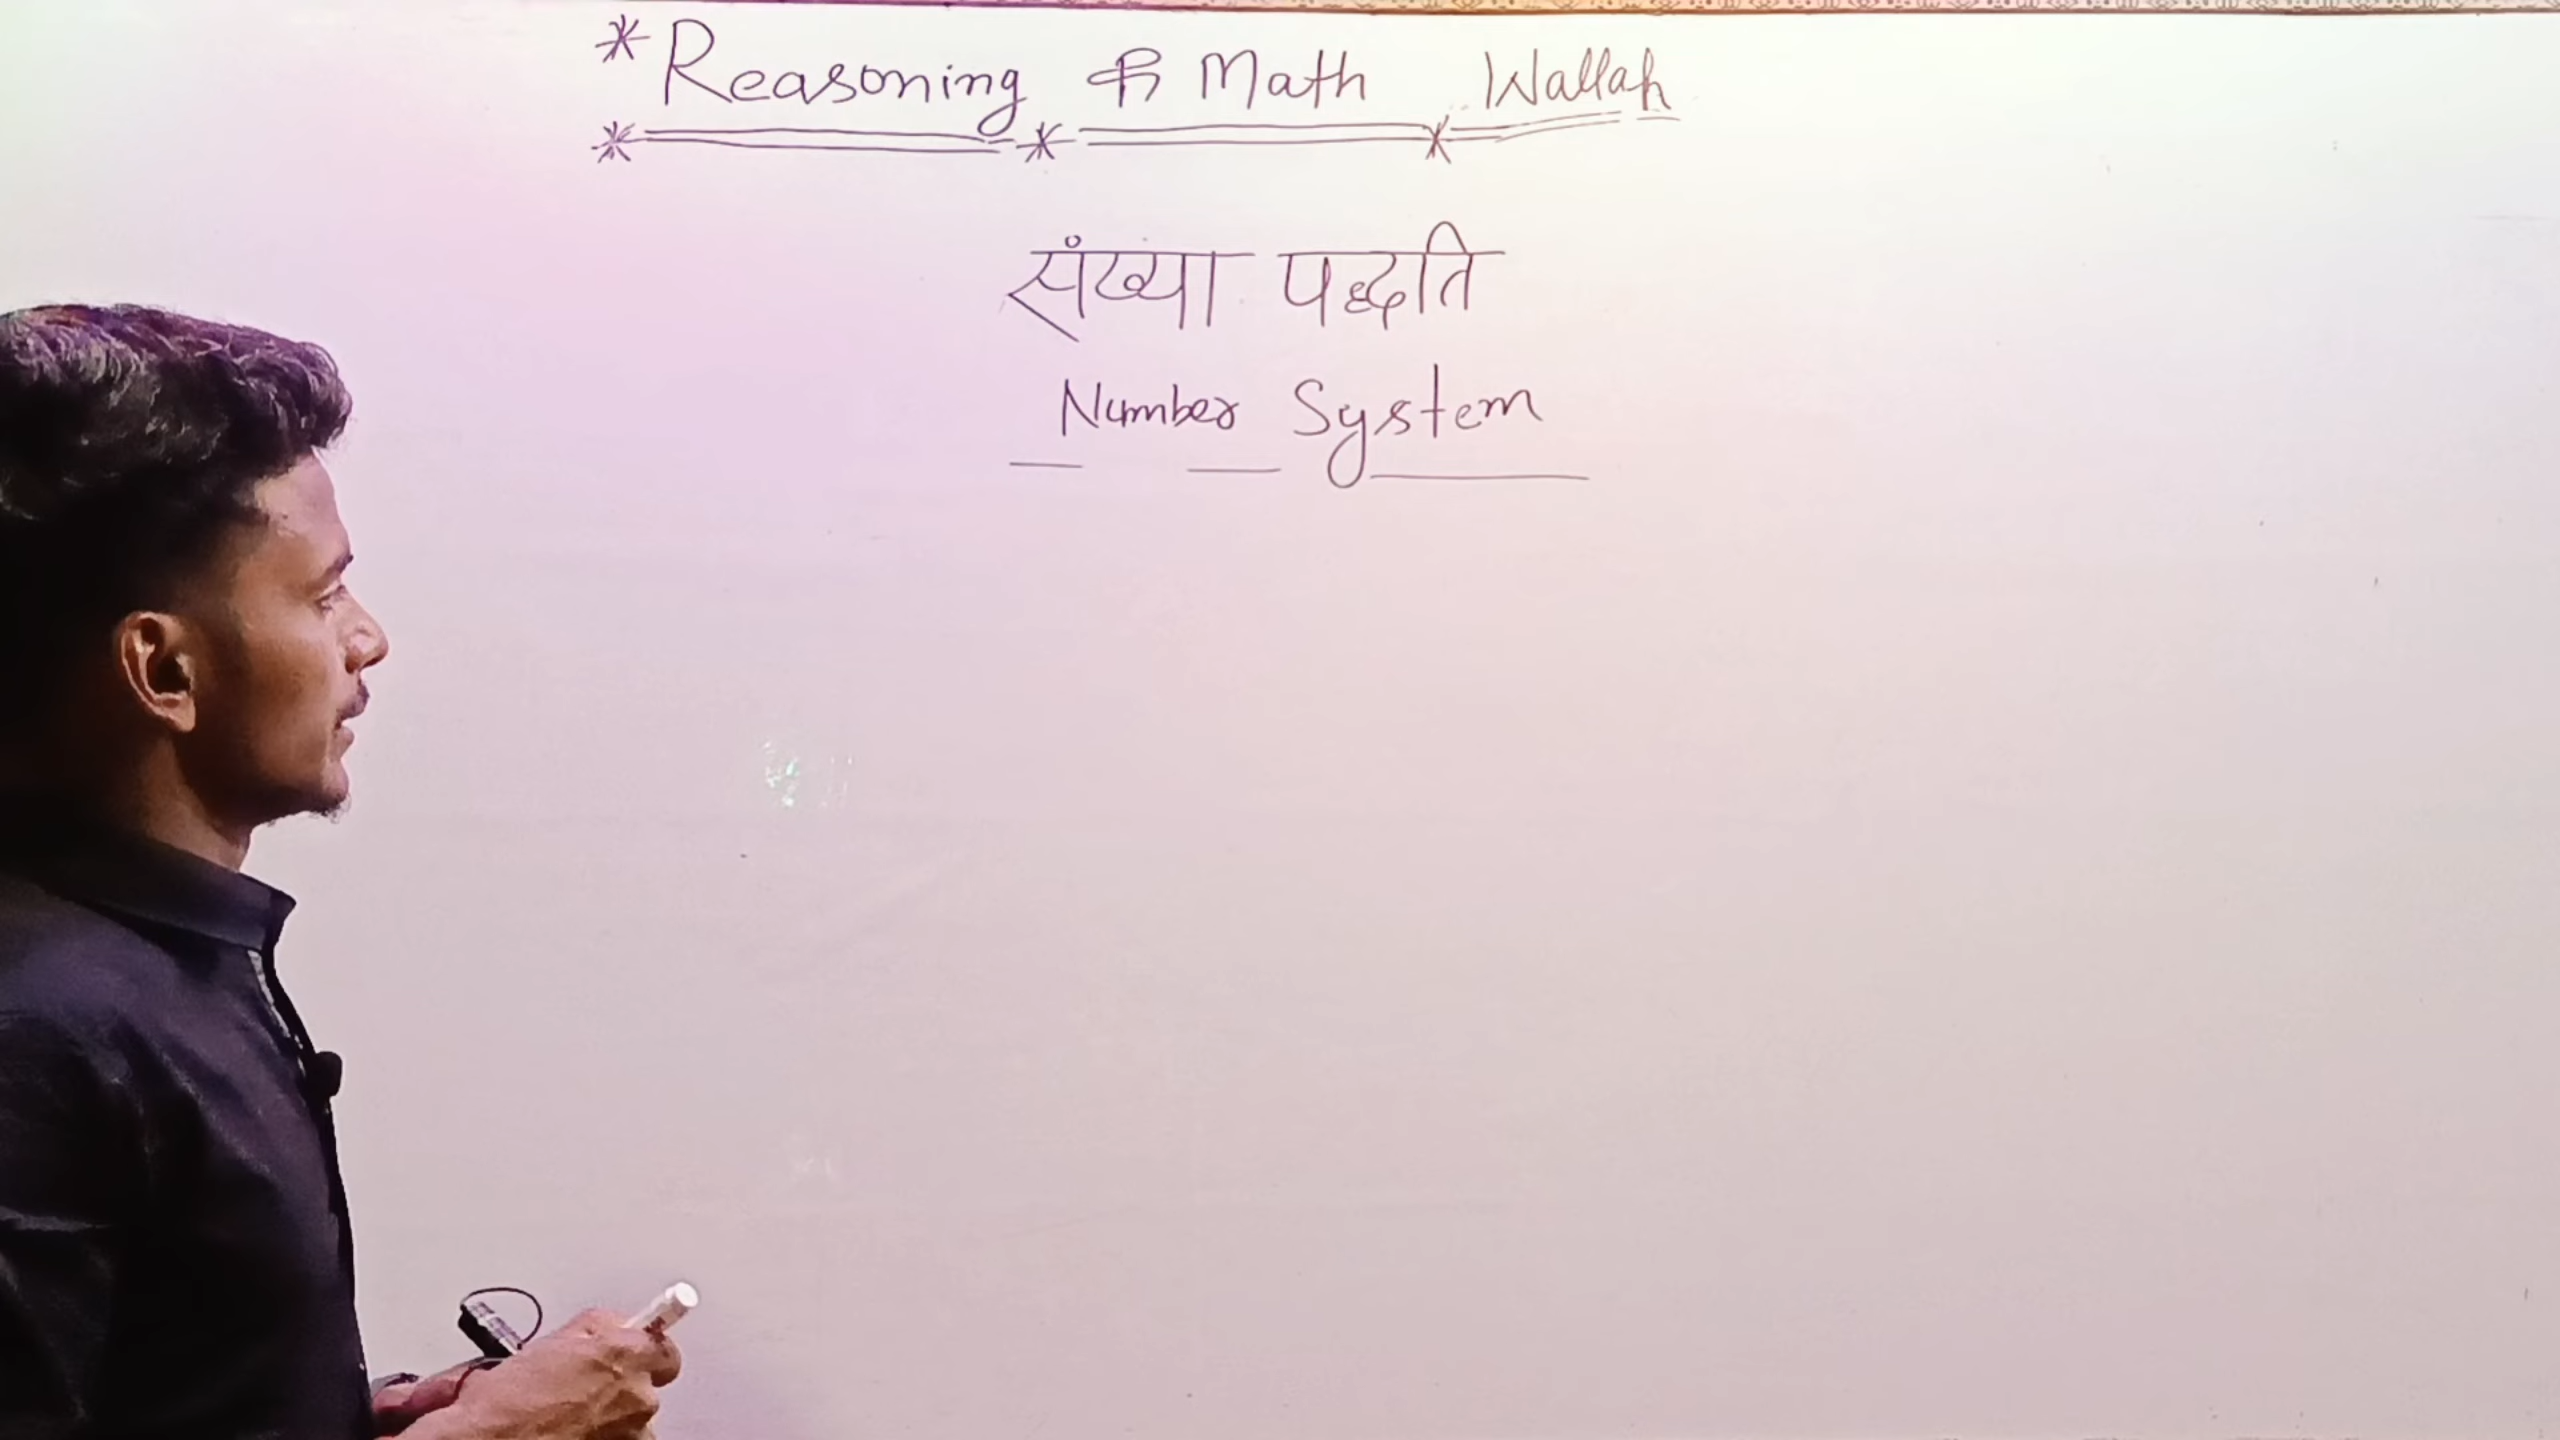 * Reasoning & Math Wallah
संख्या पद्धति
Number System